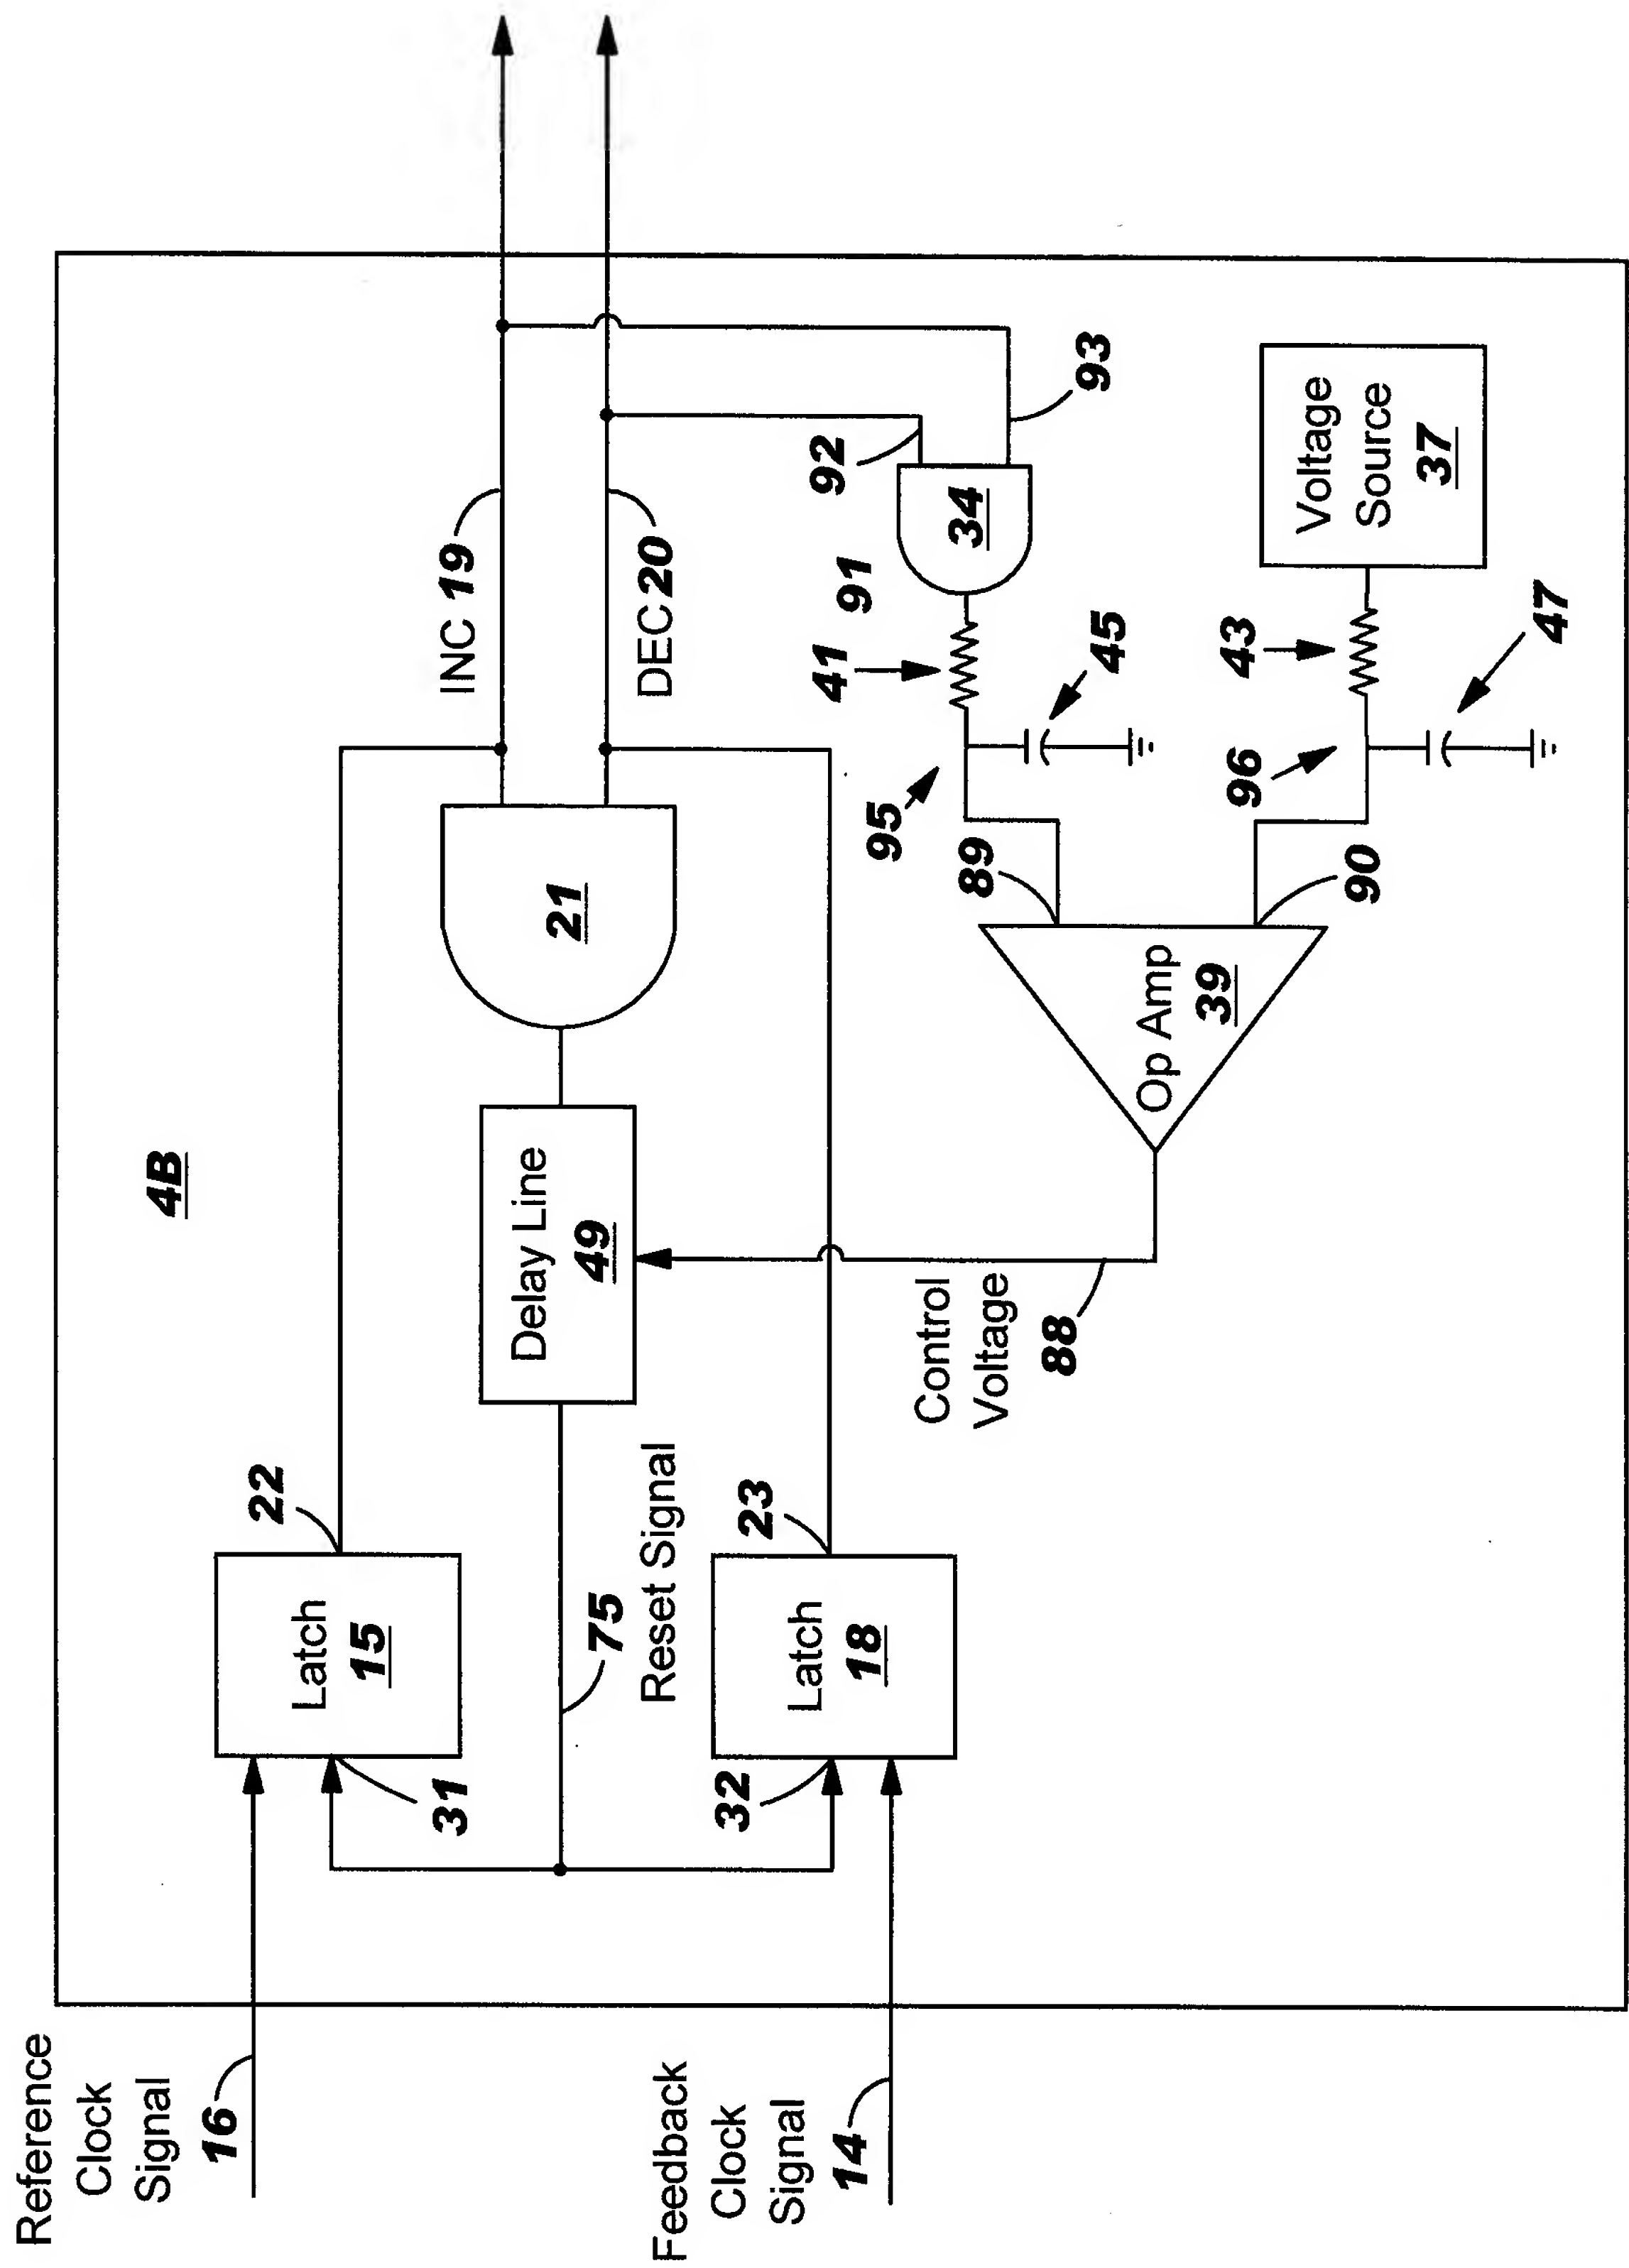 4B
Reference
Clock
Signal
16
Latch
15
22
31
INC 19
Delay Line
49
21
DEC 20
75
Reset Signal
Feedback
Clock
Signal
14
Latch
18
23
32
Control
Voltage
88
Op Amp
39
89
90
95
96
41
91
45
34
92
93
43
47
Voltage
Source
37